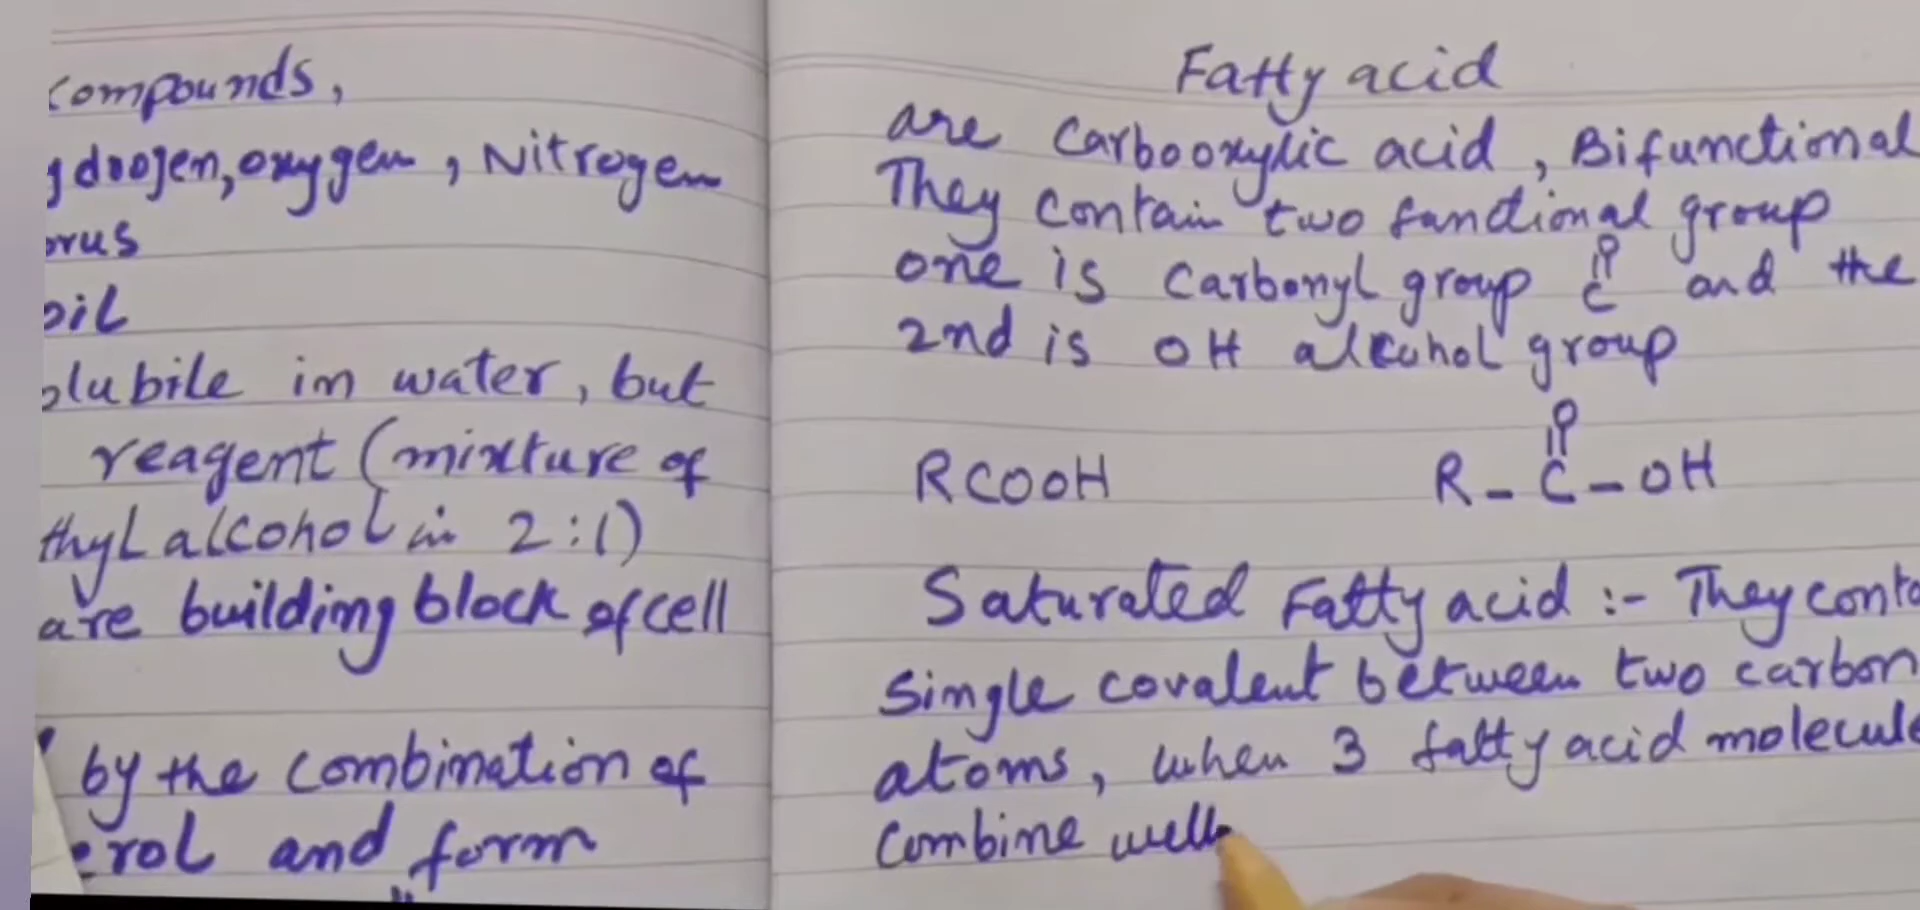 compounds,
gdrojen, oxygen, Nitrogen
orus
oil
olubile in water, but
reagent (mixture of
thyl alcohol in 2:1)
are building block of cell
by the combination of
erol and form
Fatty acid
are Carbooxylic acid, Bifunctional
They contain two functional group
one is Carbonyl group O
C and the
2nd is OH alcohol group
RCOOH
O
R-C-OH
Saturated Fatty acid :- They conta
Single covalent between two carbon
atoms, when 3 fatty acid molecule
Combine well